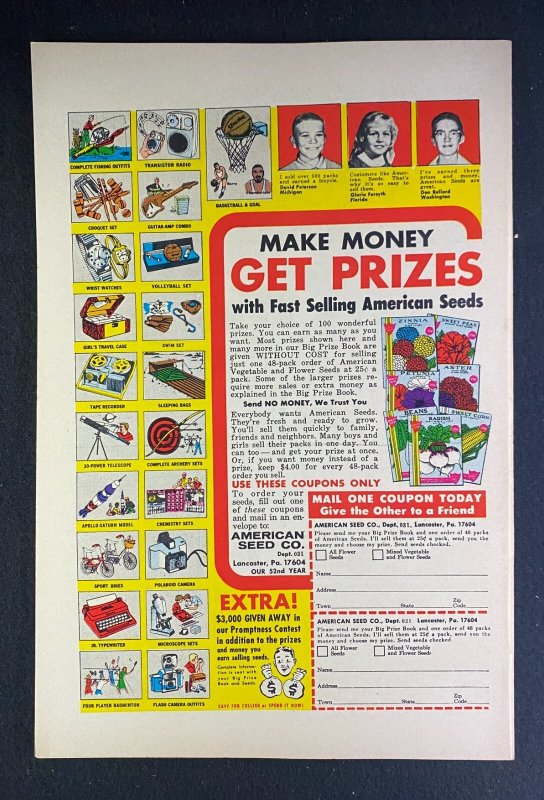 COMPLETE FISHING OUTFITS
TRANSISTOR RADIO
BASKETBALL & GOAL
CROQUET SET
GUITAR-AMP COMBO
WRIST WATCHES
VOLLEYBALL SET
GIRL'S TRAVEL CASE
SWIM SET
TAPE RECORDER
SLEEPING BAGS
30-POWER TELESCOPE
COMPLETE ARCHERY SETS
APOLLO-SATURN MODEL
CHEMISTRY SETS
SPORT BIKES
POLAROID CAMERA
JR. TYPEWRITER
MICROSCOPE SETS
FOUR PLAYER BADMINTON
FLASH CAMERA OUTFITS
I sold over 500 packs
and earned a bicycle.
David Peterson
Michigan
Customers like Amer-
ican Seeds. That's
why it's so easy to
sell them.
Gloria Forsyth
Florida
I've earned three
prizes and money.
American Seeds are
great.
Dan Bollard
Washington
MAKE MONEY
GET PRIZES
with Fast Selling American Seeds
Take your choice of 100 wonderful
prizes. You can earn as many as you
want. Most prizes shown here and
many more in our Big Prize Book are
given WITHOUT COST for selling
just one 48-pack order of American
Vegetable and Flower Seeds at 25¢ a
pack. Some of the larger prizes re-
quire more sales or extra money as
explained in the Big Prize Book.
Send NO MONEY, We Trust You
Everybody wants American Seeds.
They're fresh and ready to grow.
You'll sell them quickly to family,
friends and neighbors. Many boys and
girls sell their packs in one day. You
can too — and get your prize at once.
Or, if you want money instead of a
prize, keep $4.00 for every 48-pack
order you sell.
ZINNIA
SWEET PEAS
PETUNIA
ASTER
BEANS
RADISH
SWEET CORN
USE THESE COUPONS ONLY
To order your
seeds, fill out one
of these coupons
and mail in an en-
velope to:
AMERICAN
SEED CO.
Dept. 031
Lancaster, Pa. 17604
OUR 52nd YEAR
EXTRA!
$3,000 GIVEN AWAY in
our Promptness Contest
in addition to the prizes
and money you
earn selling seeds.
Complete informa-
tion is sent with
your Big Prize
Book and Seeds.
$ $
SAVE FOR COLLEGE or SPEND IT NOW!
MAIL ONE COUPON TODAY
Give the Other to a Friend
AMERICAN SEED CO., Dept. 031, Lancaster, Pa. 17604
Please send me your Big Prize Book and one order of 48 packs
of American Seeds. I'll sell them at 25¢ a pack, send you the
money and choose my prize. Send seeds checked.
All Flower
Seeds
Mixed Vegetable
and Flower Seeds
Name
Address
Town State Zip
Code
AMERICAN SEED CO., Dept. 031 Lancaster, Pa. 17604
Please send me your Big Prize Book and one order of 48 packs
of American Seeds. I'll sell them at 25¢ a pack, send you the
money and choose my prize. Send seeds checked
All Flower
Seeds
Mixed Vegetable
and Flower Seeds
Name
Address
Town State Zip
Code